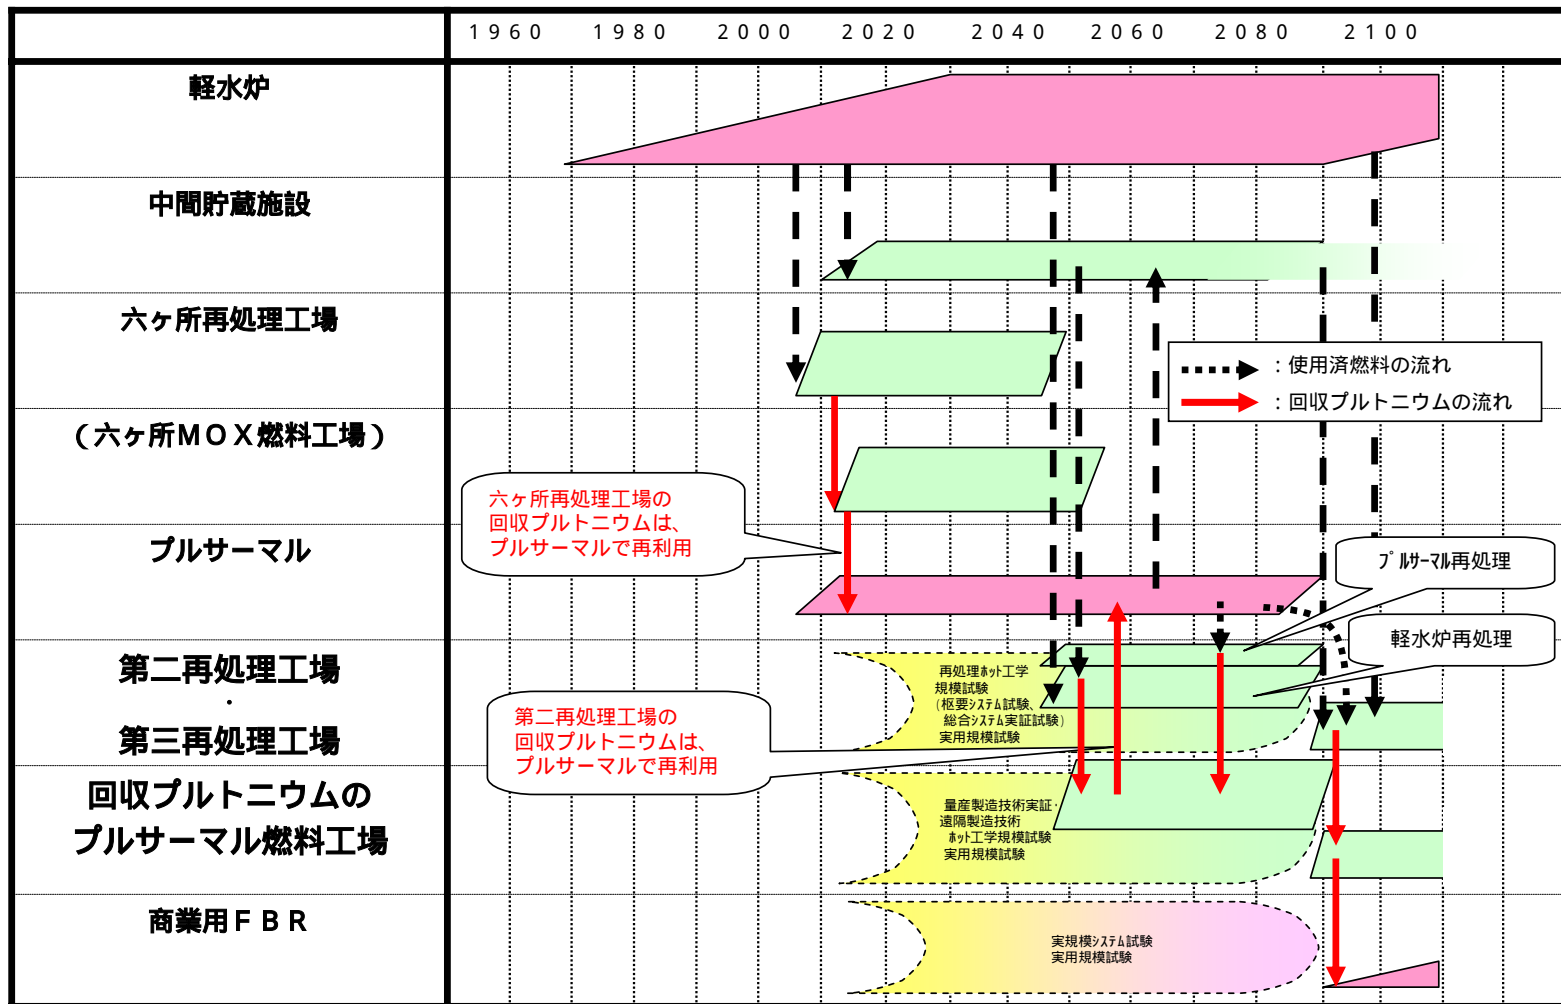 1960 1980 2000 2020 2040 2060 2080 2100
軽水炉
中間貯蔵施設
六ヶ所再処理工場
：使用済燃料の流れ
：回収プルトニウムの流れ
（六ヶ所ＭＯＸ燃料工場）
六ヶ所再処理工場の
回収プルトニウムは、
プルサーマルで再利用
プルサーマル
ﾌﾟﾙｻｰﾏﾙ再処理
軽水炉再処理
第二再処理工場
・
第三再処理工場
再処理ﾎｯﾄ工学
規模試験
(枢要ｼｽﾃﾑ試験、
総合ｼｽﾃﾑ実証試験)
実用規模試験
第二再処理工場の
回収プルトニウムは、
プルサーマルで再利用
回収プルトニウムの
プルサーマル燃料工場
量産製造技術実証・
遠隔製造技術
ﾎｯﾄ工学規模試験
実用規模試験
商業用ＦＢＲ
実規模ｼｽﾃﾑ試験
実用規模試験